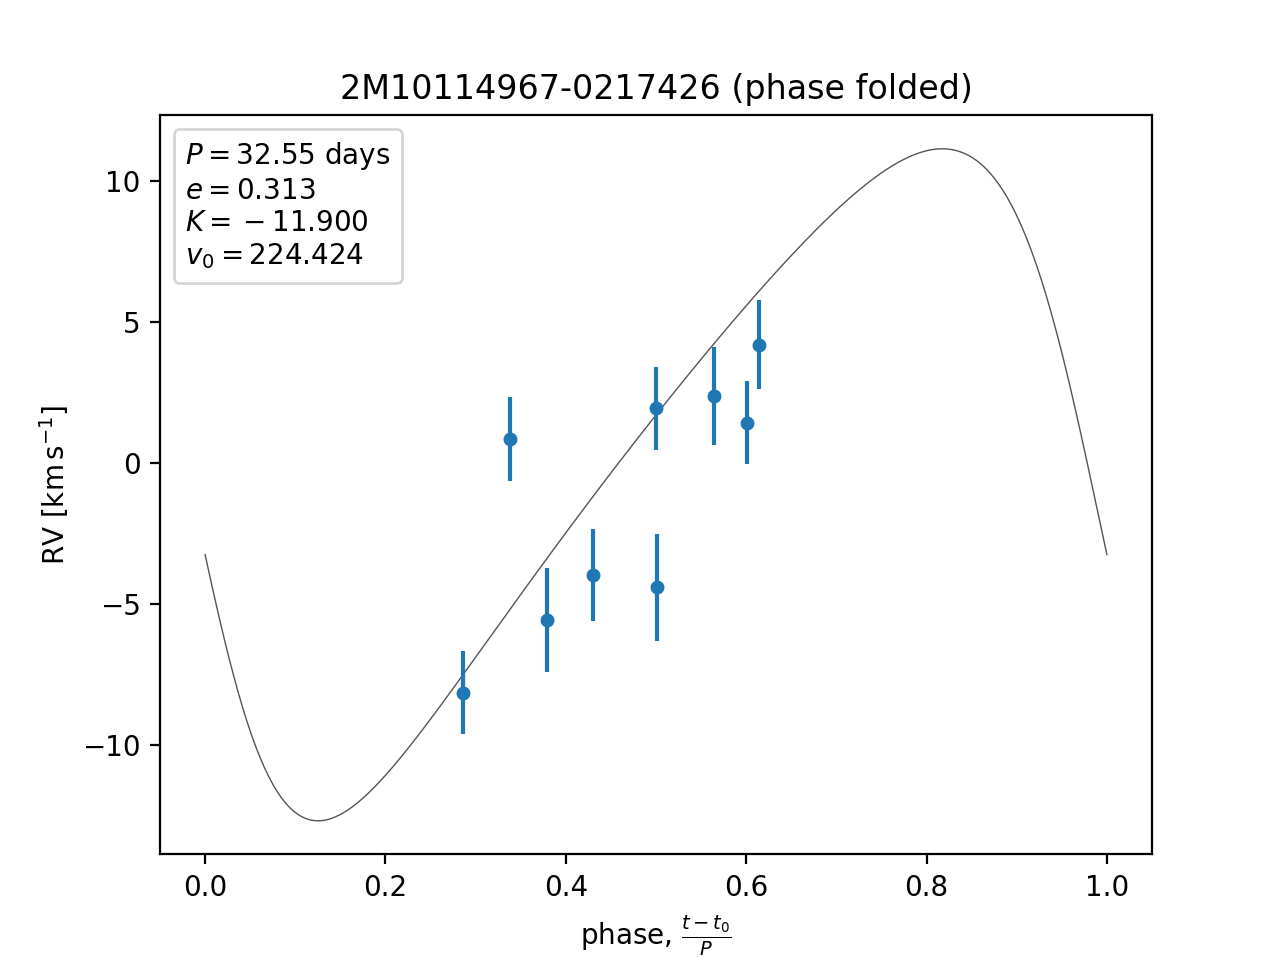 2M10114967-0217426 (phase folded)
P = 32.55 days
e = 0.313
K = −11.900
v₀ = 224.424
10
5
0
−5
−10
RV [km s⁻¹]
0.0 0.2 0.4 0.6 0.8 1.0
phase, (t − t₀)/P